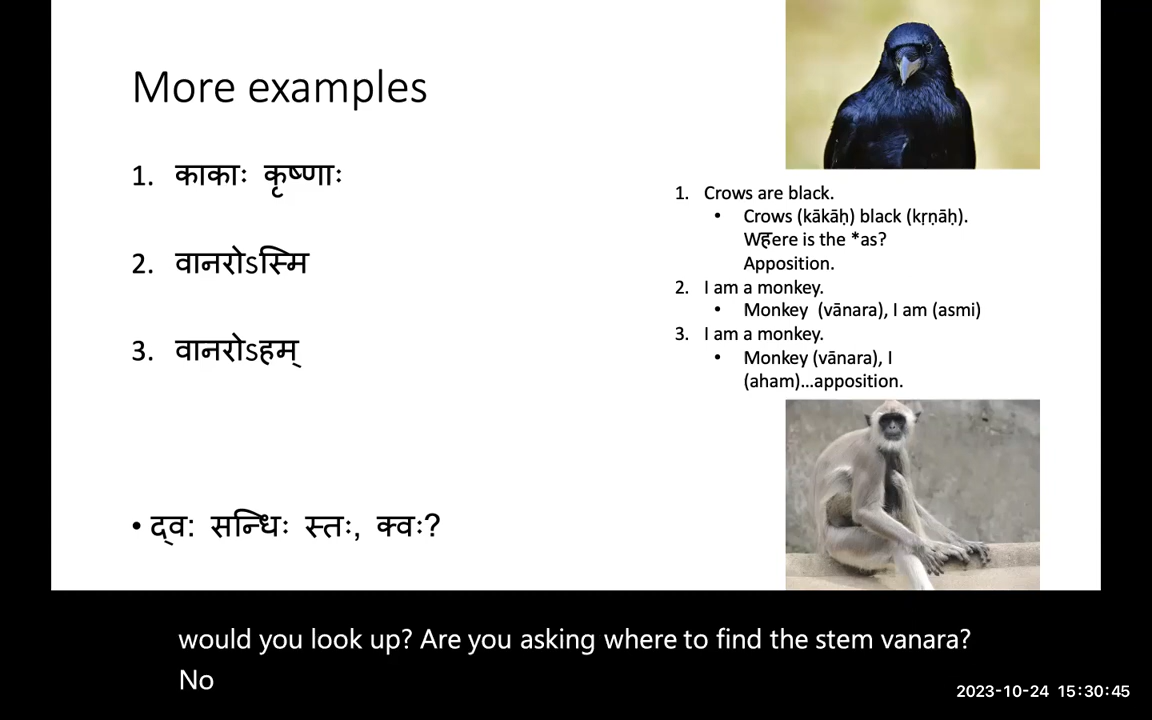 More examples
1. काकाः कृष्णाः
2. वानरोऽस्मि
3. वानरोऽहम्
• द्व: सन्धिः स्तः, क्वः?
1. Crows are black.
• Crows (kākāḥ) black (kṛṇāḥ).
Wहere is the *as?
Apposition.
2. I am a monkey.
• Monkey (vānara), I am (asmi)
3. I am a monkey.
• Monkey (vānara), I
(aham)...apposition.
would you look up? Are you asking where to find the stem vanara?
No
2023-10-24 15:30:45